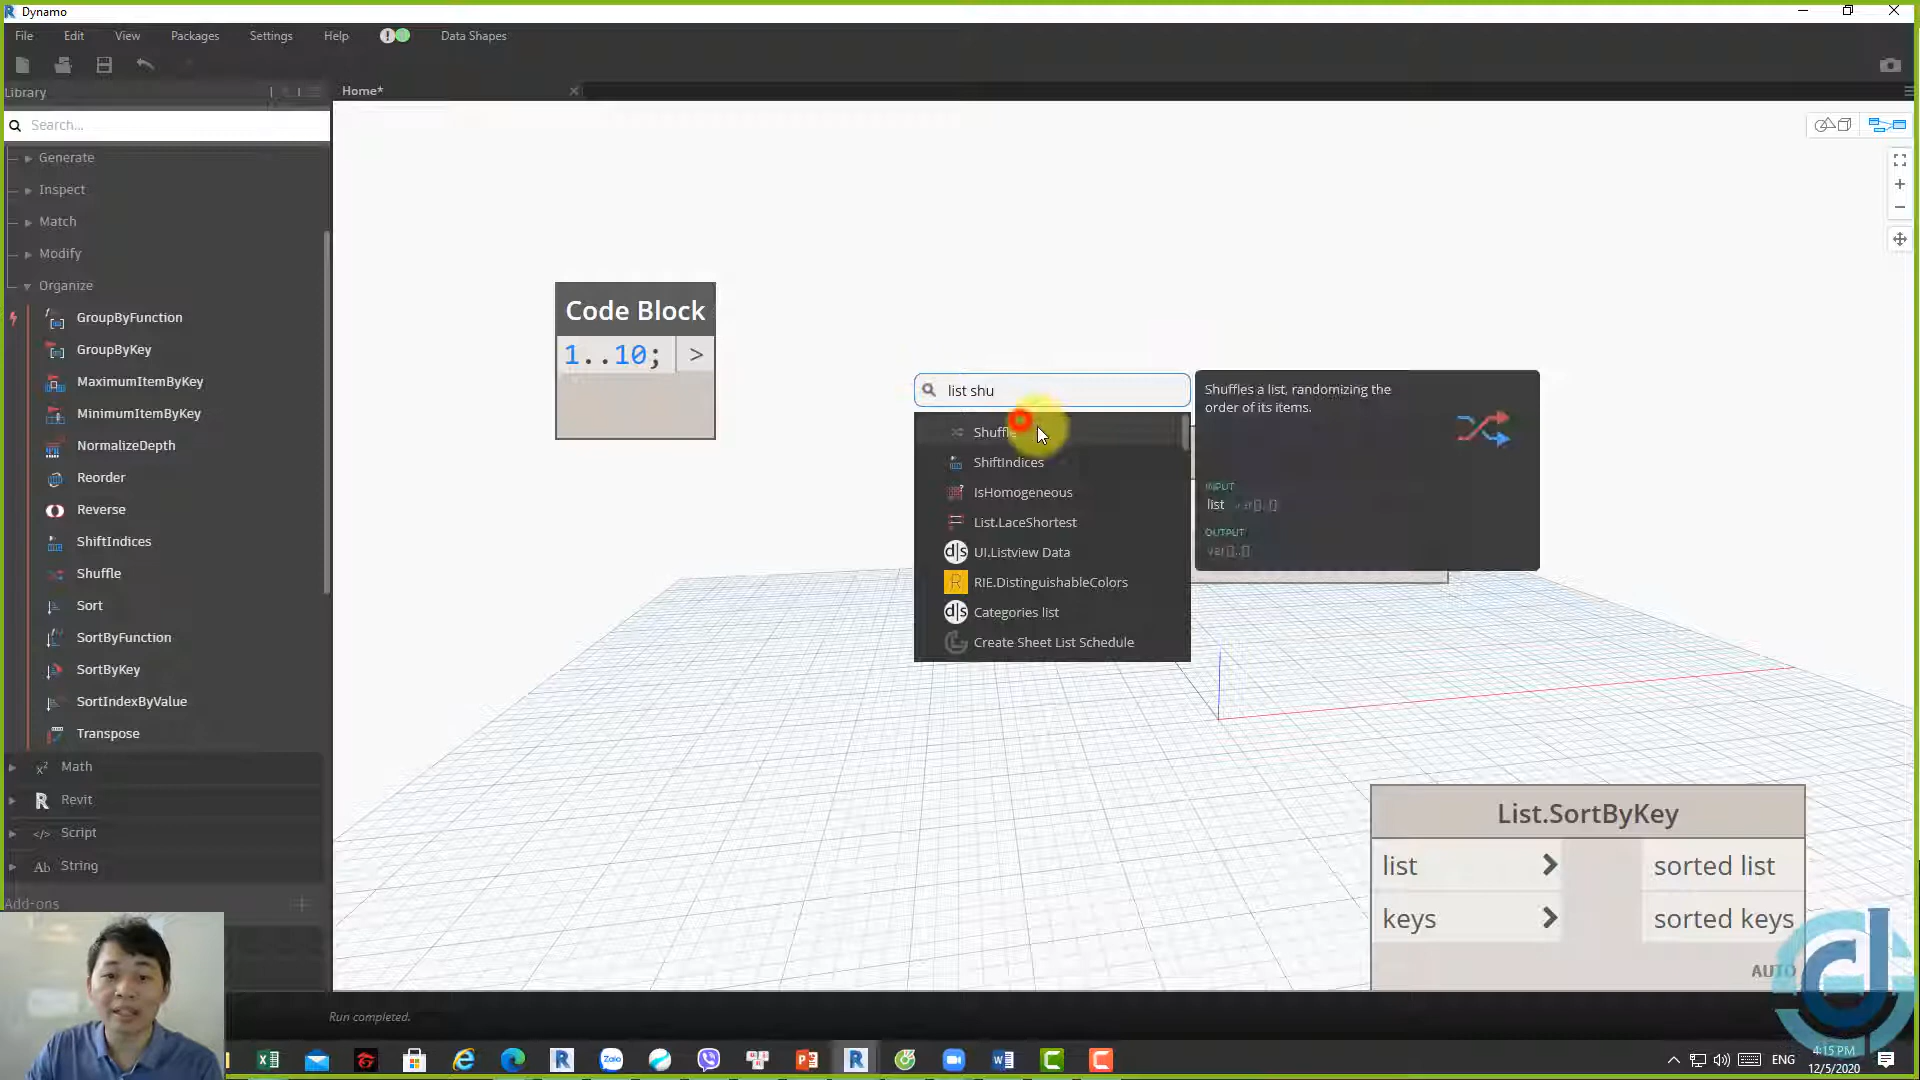 Dynamo
File Edit View Packages Settings Help Data Shapes
Library
Home*
Search...
Generate
Inspect
Match
Modify
Organize
GroupByFunction
GroupByKey
MaximumItemByKey
MinimumItemByKey
NormalizeDepth
Reorder
Reverse
ShiftIndices
Shuffle
Sort
SortByFunction
SortByKey
SortIndexByValue
Transpose
Math
Revit
Script
String
Add-ons
Code Block
1..10; >
list shu
Shuffle
ShiftIndices
IsHomogeneous
List.LaceShortest
UI.Listview Data
RIE.DistinguishableColors
Categories list
Create Sheet List Schedule
Shuffles a list, randomizing the
order of its items.
INPUT
list var[]..[]
OUTPUT
var[]..[]
List.SortByKey
list > sorted list
keys > sorted keys
AUTO
Run completed.
ENG
4:15 PM
12/5/2020